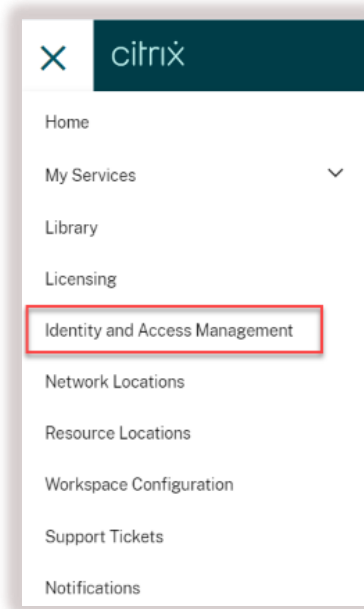 citrix
Home
My Services
Library
Licensing
Identity and Access Management
Network Locations
Resource Locations
Workspace Configuration
Support Tickets
Notifications